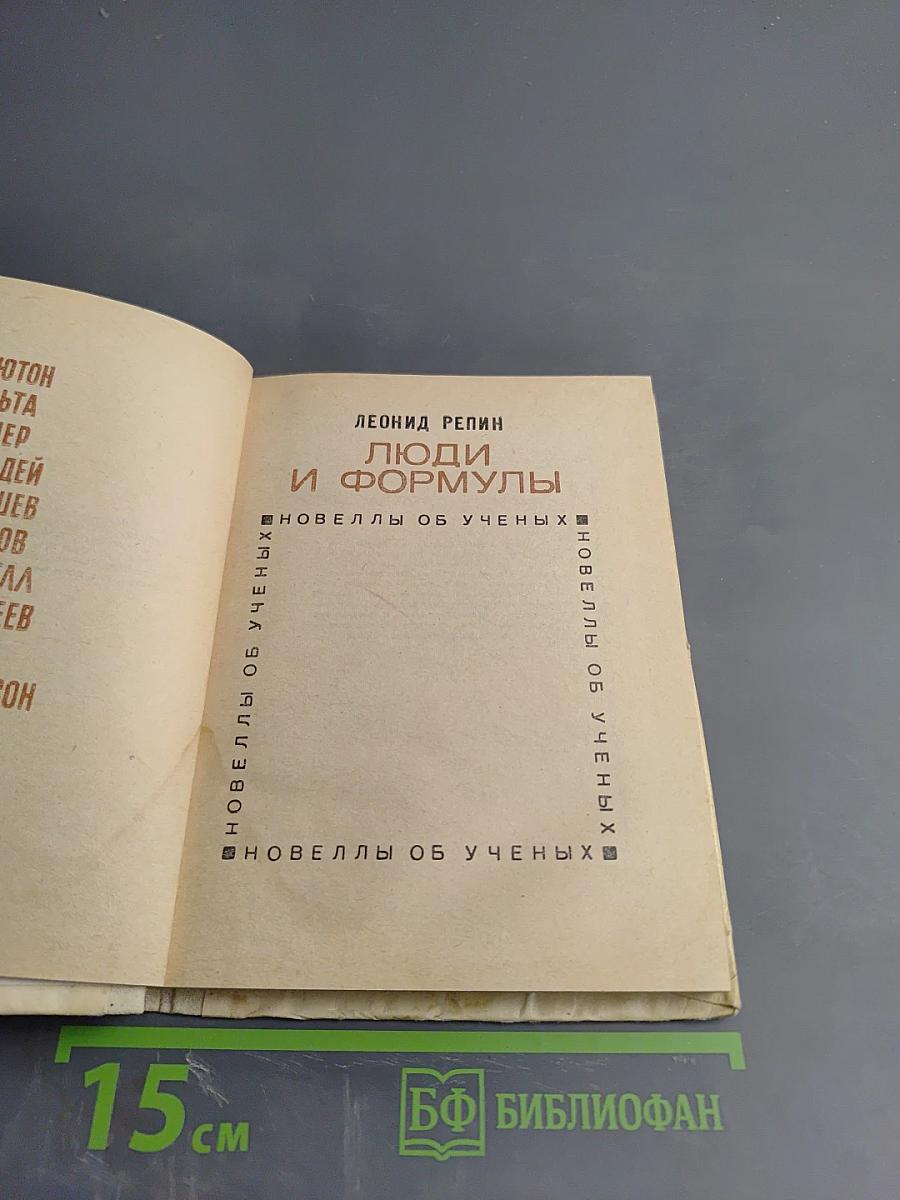 ЛЕОНИД РЕПИН
ЛЮДИ
И ФОРМУЛЫ
НОВЕЛЛЫ ОБ УЧЕНЫХ
НОВЕЛЛЫ ОБ УЧЕНЫХ
НОВЕЛЛЫ ОБ УЧЕНЫХ
НОВЕЛЛЫ ОБ УЧЕНЫХ
15 см
БФ БИБЛИОФАН